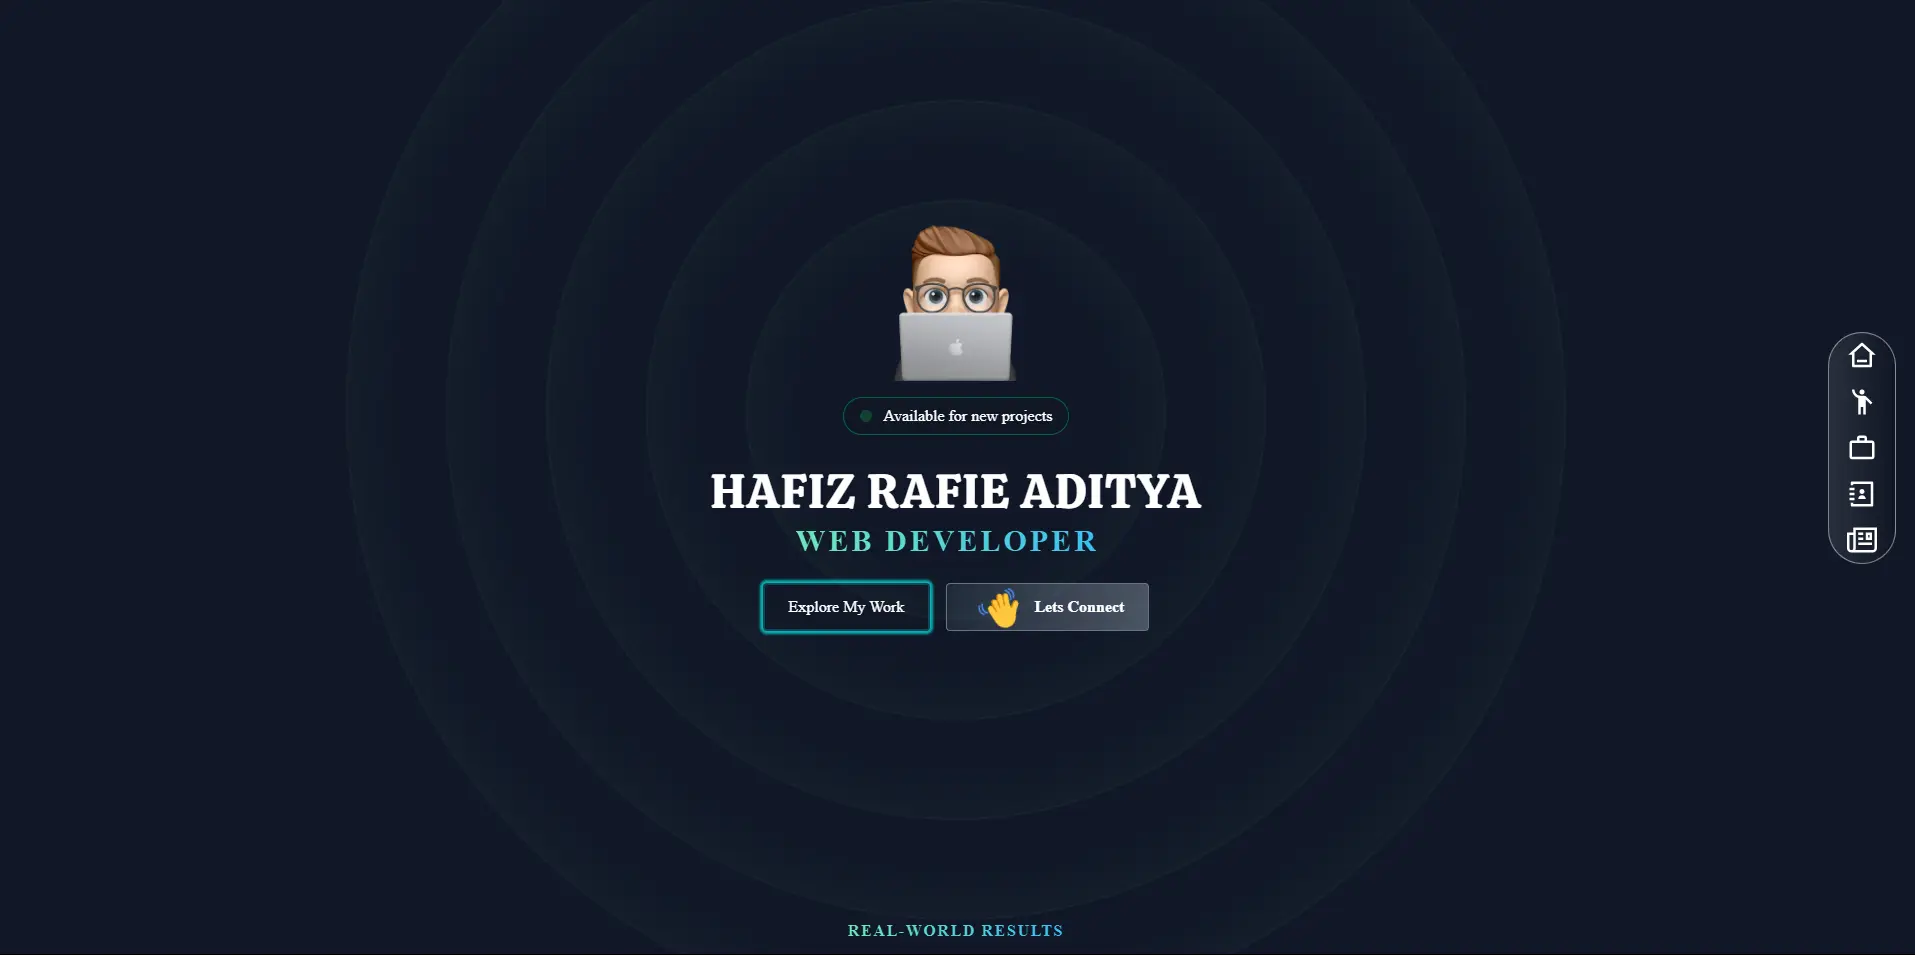 Available for new projects
HAFIZ RAFIE ADITYA
WEB DEVELOPER
Explore My Work
Lets Connect
REAL-WORLD RESULTS